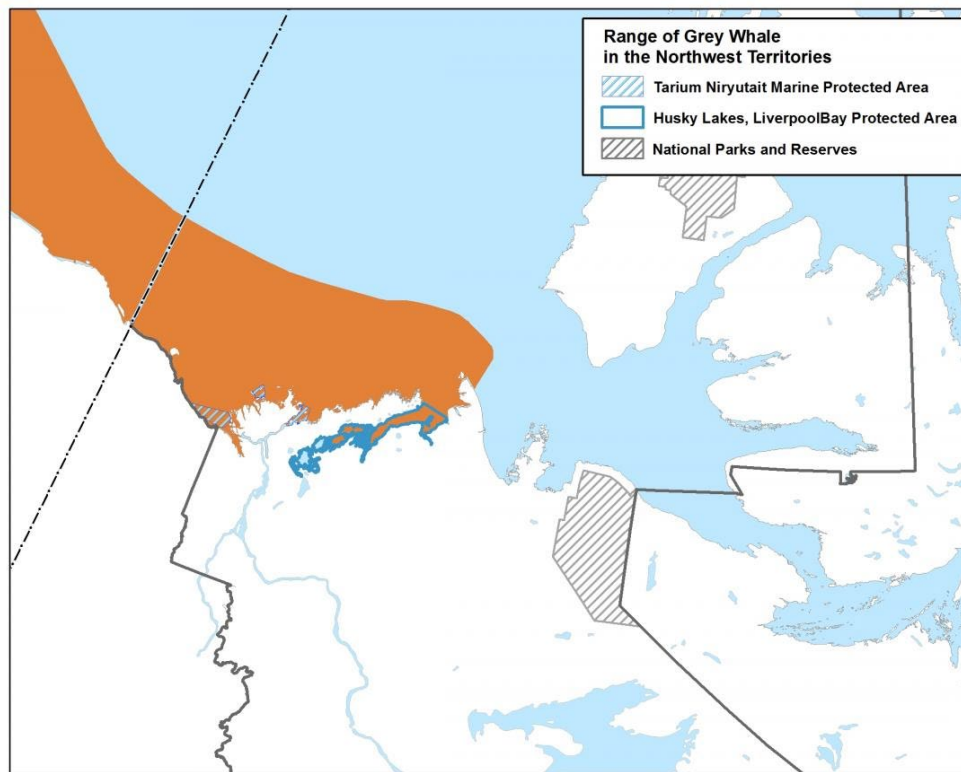 Range of Grey Whale
in the Northwest Territories
Tarium Niryutait Marine Protected Area
Husky Lakes, LiverpoolBay Protected Area
National Parks and Reserves